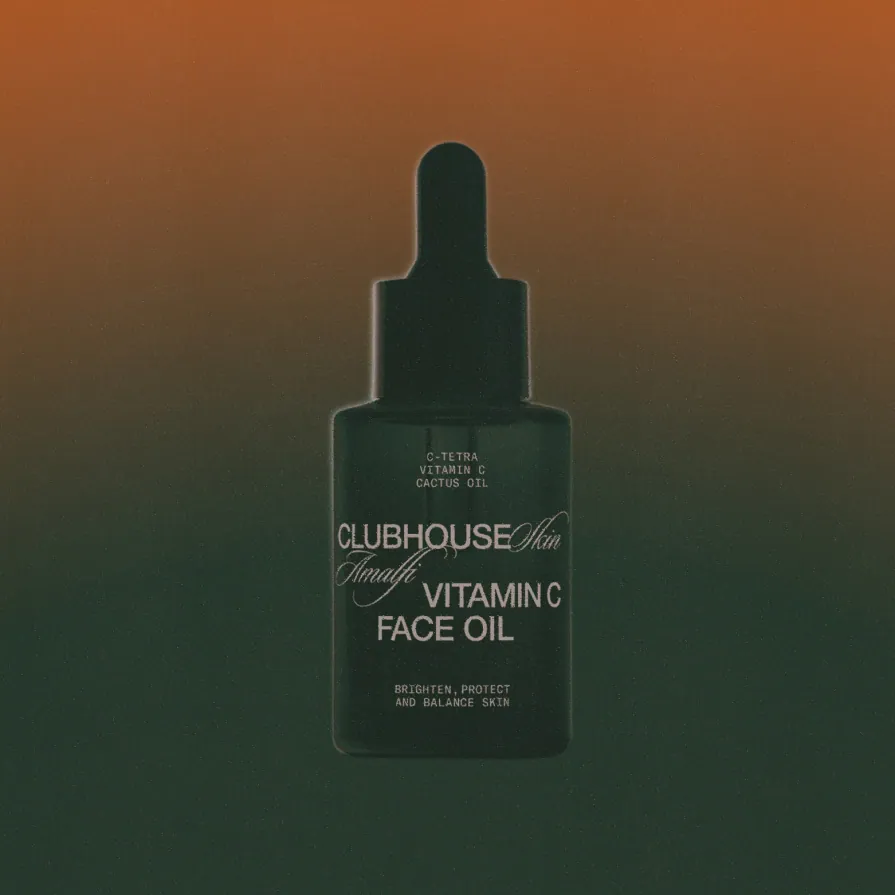 C-TETRA
VITAMIN C
CACTUS OIL
CLUBHOUSE Skin
Amalfi
VITAMIN C
FACE OIL
BRIGHTEN, PROTECT
AND BALANCE SKIN